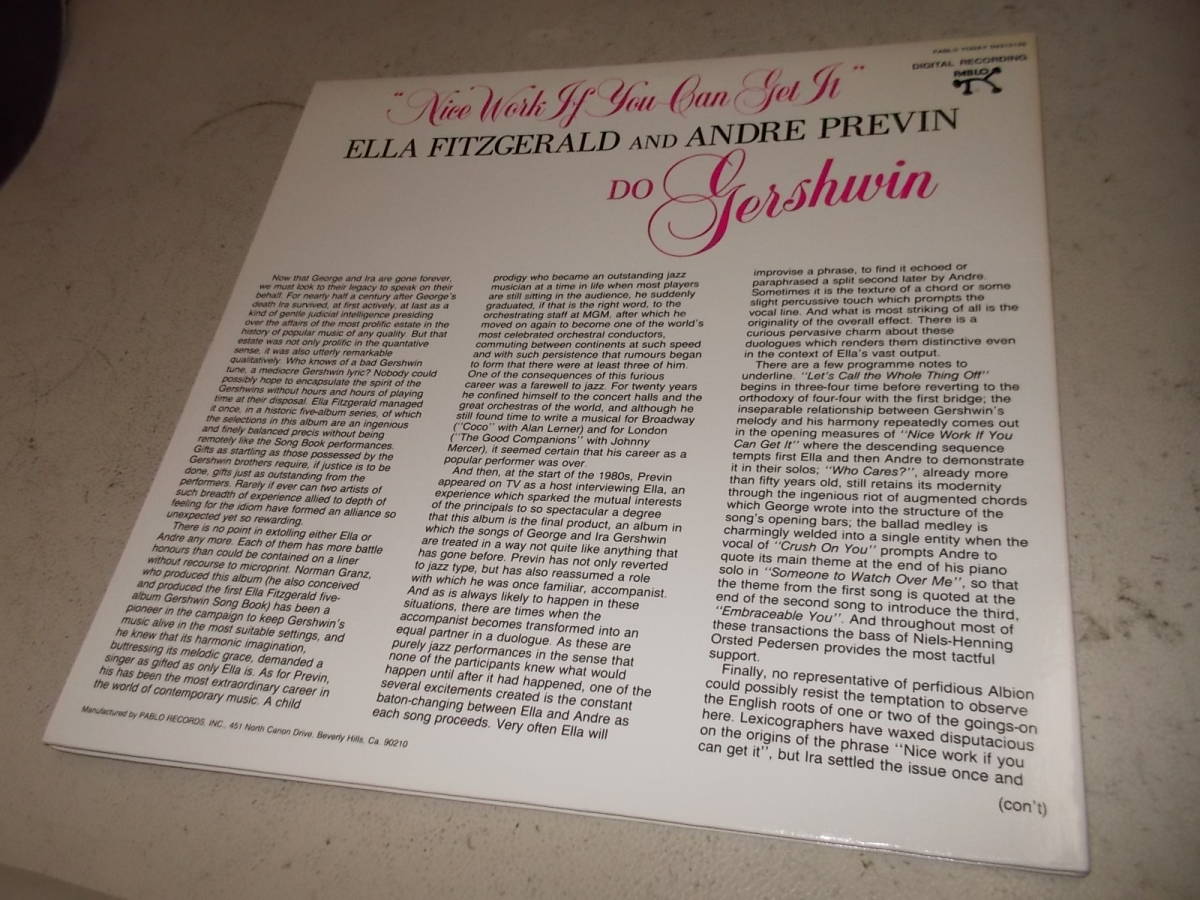 PABLO TODAY
DIGITAL RECORDING
PABLO
"Nice Work If You Can Get It"
ELLA FITZGERALD AND ANDRE PREVIN
DO Gershwin
Now that George and Ira are gone forever,
we must look to their legacy to speak on their
behalf. For nearly half a century after George's
death Ira survived, at first actively, at last as a
kind of gentle judicial intelligence presiding
over the affairs of the most prolific estate in the
history of popular music of any quality. But that
estate was not only prolific in the quantative
sense, it was also utterly remarkable
qualitatively. Who knows of a bad Gershwin
tune, a mediocre Gershwin lyric? Nobody could
possibly hope to encapsulate the spirit of the
Gershwins without hours and hours of playing
time at their disposal. Ella Fitzgerald managed
it once, in a historic five-album series, of which
the selections in this album are an ingenious
and finely balanced precis without being
remotely like the Song Book performances.
Gifts as startling as those possessed by the
Gershwin brothers require, if justice is to be
done, gifts just as outstanding from the
performers. Rarely if ever can two artists of
such breadth of experience allied to depth of
feeling for the idiom have formed an alliance so
unexpected yet so rewarding.
There is no point in extolling either Ella or
Andre any more. Each of them has more battle
honours than could be contained on a liner
without recourse to microprint. Norman Granz,
who produced this album (he also conceived
and produced the first Ella Fitzgerald five-
album Gershwin Song Book) has been a
pioneer in the campaign to keep Gershwin's
music alive in the most suitable settings, and
he knew that its harmonic imagination,
buttressing its melodic grace, demanded a
singer as gifted as only Ella is. As for Previn,
his has been the most extraordinary career in
the world of contemporary music. A child
prodigy who became an outstanding jazz
musician at a time in life when most players
are still sitting in the audience, he suddenly
graduated, if that is the right word, to the
orchestrating staff at MGM, after which he
moved on again to become one of the world's
most celebrated orchestral conductors,
commuting between continents at such speed
and with such persistence that rumours began
to form that there were at least three of him.
One of the consequences of this furious
career was a farewell to jazz. For twenty years
he confined himself to the concert halls and the
great orchestras of the world, and although he
still found time to write a musical for Broadway
("Coco" with Alan Lerner) and for London
("The Good Companions" with Johnny
Mercer), it seemed certain that his career as a
popular performer was over.
And then, at the start of the 1980s, Previn
appeared on TV as a host interviewing Ella, an
experience which sparked the mutual interests
of the principals to so spectacular a degree
that this album is the final product, an album in
which the songs of George and Ira Gershwin
are treated in a way not quite like anything that
has gone before. Previn has not only reverted
to jazz type, but has also reassumed a role
with which he was once familiar, accompanist.
And as is always likely to happen in these
situations, there are times when the
accompanist becomes transformed into an
equal partner in a duologue. As these are
purely jazz performances in the sense that
none of the participants knew what would
happen until after it had happened, one of the
several excitements created is the constant
baton-changing between Ella and Andre as
each song proceeds. Very often Ella will
improvise a phrase, to find it echoed or
paraphrased a split second later by Andre.
Sometimes it is the texture of a chord or some
slight percussive touch which prompts the
vocal line. And what is most striking of all is the
originality of the overall effect. There is a
curious pervasive charm about these
duologues which renders them distinctive even
in the context of Ella's vast output.
There are a few programme notes to
underline. "Let's Call the Whole Thing Off"
begins in three-four time before reverting to the
orthodoxy of four-four with the first bridge; the
inseparable relationship between Gershwin's
melody and his harmony repeatedly comes out
in the opening measures of "Nice Work If You
Can Get It" where the descending sequence
tempts first Ella and then Andre to demonstrate
it in their solos; "Who Cares?", already more
than fifty years old, still retains its modernity
through the ingenious riot of augmented chords
which George wrote into the structure of the
song's opening bars; the ballad medley is
charmingly welded into a single entity when the
vocal of "Crush On You" prompts Andre to
quote its main theme at the end of his piano
solo in "Someone to Watch Over Me", so that
the theme from the first song is quoted at the
end of the second song to introduce the third,
"Embraceable You". And throughout most of
these transactions the bass of Niels-Henning
Orsted Pedersen provides the most tactful
support.
Finally, no representative of perfidious Albion
could possibly resist the temptation to observe
the English roots of one or two of the goings-on
here. Lexicographers have waxed disputacious
on the origins of the phrase "Nice work if you
can get it", but Ira settled the issue once and
(con't)
Manufactured by PABLO RECORDS, INC., 451 North Canon Drive, Beverly Hills, Ca. 90210